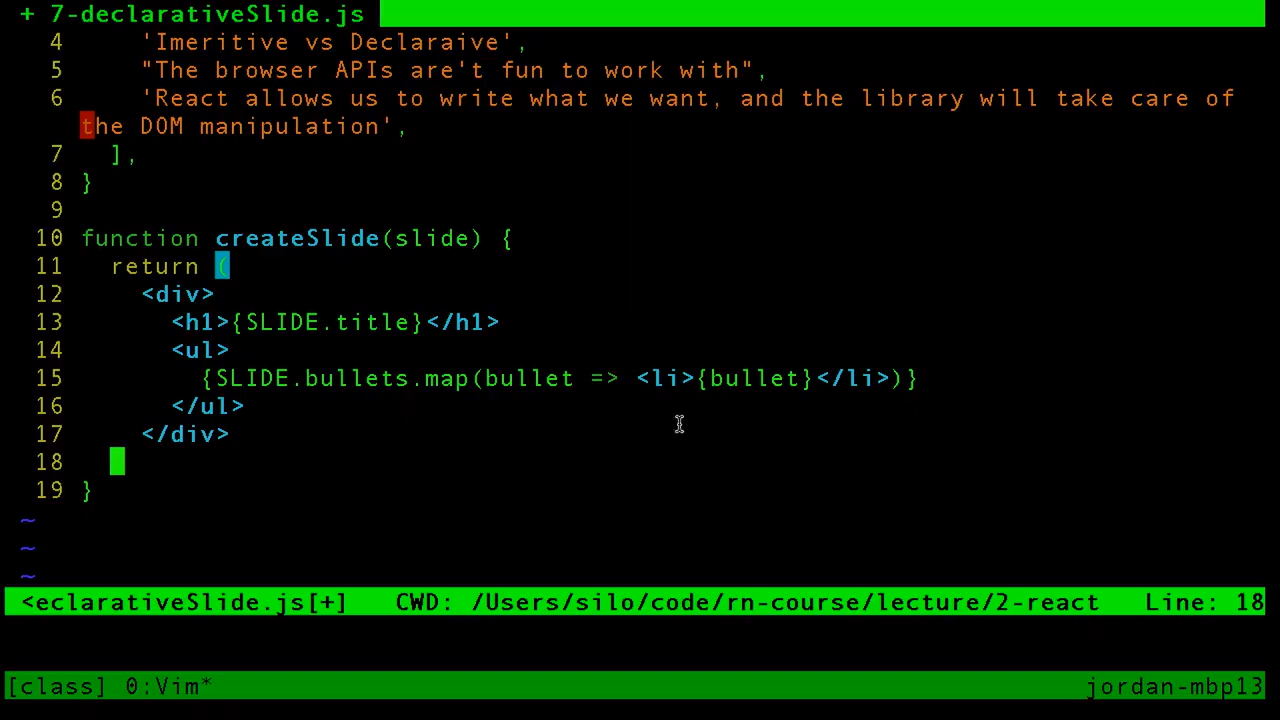 + 7-declarativeSlide.js
4 'Imeritive vs Declaraive',
5 "The browser APIs are't fun to work with",
6 'React allows us to write what we want, and the library will take care of
the DOM manipulation',
7 ],
8 }
9
10 function createSlide(slide) {
11 return (
12 <div>
13 <h1>{SLIDE.title}</h1>
14 <ul>
15 {SLIDE.bullets.map(bullet => <li>{bullet}</li>)}
16 </ul>
17 </div>
18
19 }
~
~
~
<eclarativeSlide.js[+] CWD: /Users/silo/code/rn-course/lecture/2-react Line: 18
[class] 0:Vim* jordan-mbp13